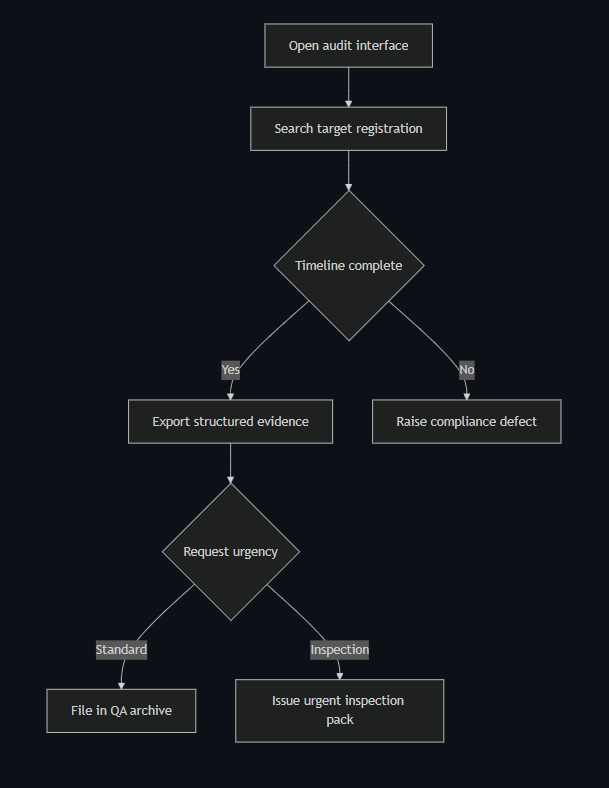 Open audit interface
Search target registration
Timeline complete
Yes
No
Export structured evidence
Raise compliance defect
Request urgency
Standard
Inspection
File in QA archive
Issue urgent inspection
pack